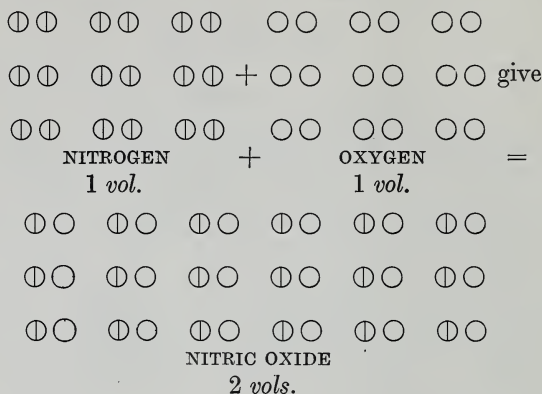 + give
NITROGEN + OXYGEN =
1 vol. 1 vol.
NITRIC OXIDE
2 vols.